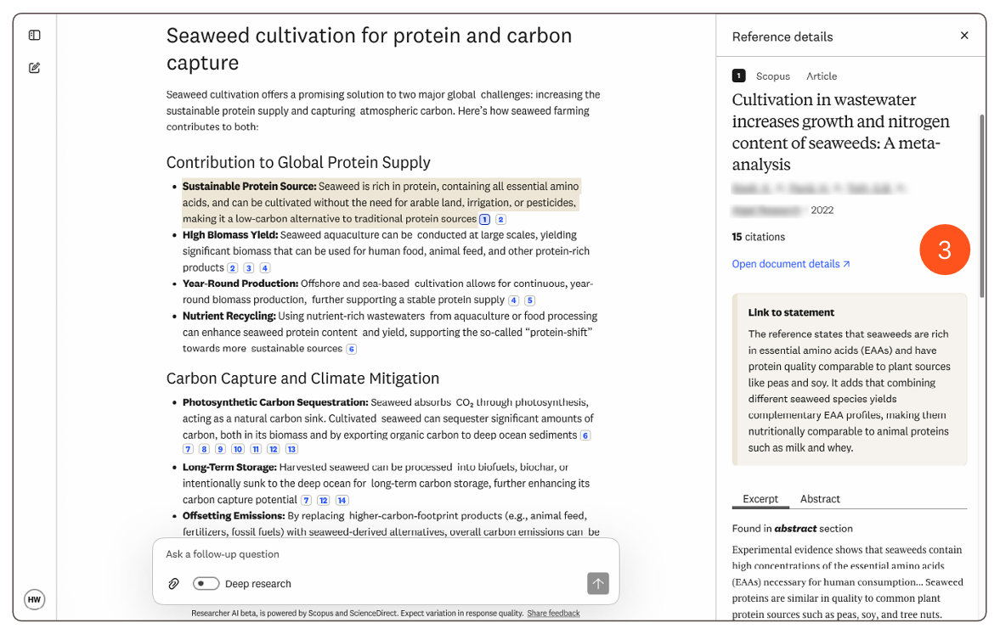 Seaweed cultivation for protein and carbon
capture
Seaweed cultivation offers a promising solution to two major global challenges: increasing the
sustainable protein supply and capturing atmospheric carbon. Here's how seaweed farming
contributes to both:
Contribution to Global Protein Supply
• Sustainable Protein Source: Seaweed is rich in protein, containing all essential amino
acids, and can be cultivated without the need for arable land, irrigation, or pesticides,
making it a low-carbon alternative to traditional protein sources 1 2
• High Biomass Yield: Seaweed aquaculture can be conducted at large scales, yielding
significant biomass that can be used for human food, animal feed, and other protein-rich
products 2 3 4
• Year-Round Production: Offshore and sea-based cultivation allows for continuous, year-
round biomass production, further supporting a stable protein supply 4 5
• Nutrient Recycling: Using nutrient-rich wastewaters from aquaculture or food processing
can enhance seaweed protein content and yield, supporting the so-called “protein-shift”
towards more sustainable sources 6
Carbon Capture and Climate Mitigation
• Photosynthetic Carbon Sequestration: Seaweed absorbs CO₂ through photosynthesis,
acting as a natural carbon sink. Cultivated seaweed can sequester significant amounts of
carbon, both in its biomass and by exporting organic carbon to deep ocean sediments 6
7 8 9 10 11 12 13
• Long-Term Storage: Harvested seaweed can be processed into biofuels, biochar, or
intentionally sunk to the deep ocean for long-term carbon storage, further enhancing its
carbon capture potential 7 12 14
• Offsetting Emissions: By replacing higher-carbon-footprint products (e.g., animal feed,
fertilizers, fossil fuels) with seaweed-derived alternatives, overall carbon emissions can be
Ask a follow-up question
Deep research
HW
Researcher AI beta, is powered by Scopus and ScienceDirect. Expect variation in response quality. Share feedback
Reference details
1 Scopus Article
Cultivation in wastewater
increases growth and nitrogen
content of seaweeds: A meta-
analysis
2022
15 citations
3
Open document details ↗
Link to statement
The reference states that seaweeds are rich
in essential amino acids (EAAs) and have
protein quality comparable to plant sources
like peas and soy. It adds that combining
different seaweed species yields
complementary EAA profiles, making them
nutritionally comparable to animal proteins
such as milk and whey.
Excerpt Abstract
Found in abstract section
Experimental evidence shows that seaweeds contain
high concentrations of the essential amino acids
(EAAs) necessary for human consumption... Seaweed
proteins are similar in quality to common plant
protein sources such as peas, soy, and tree nuts.